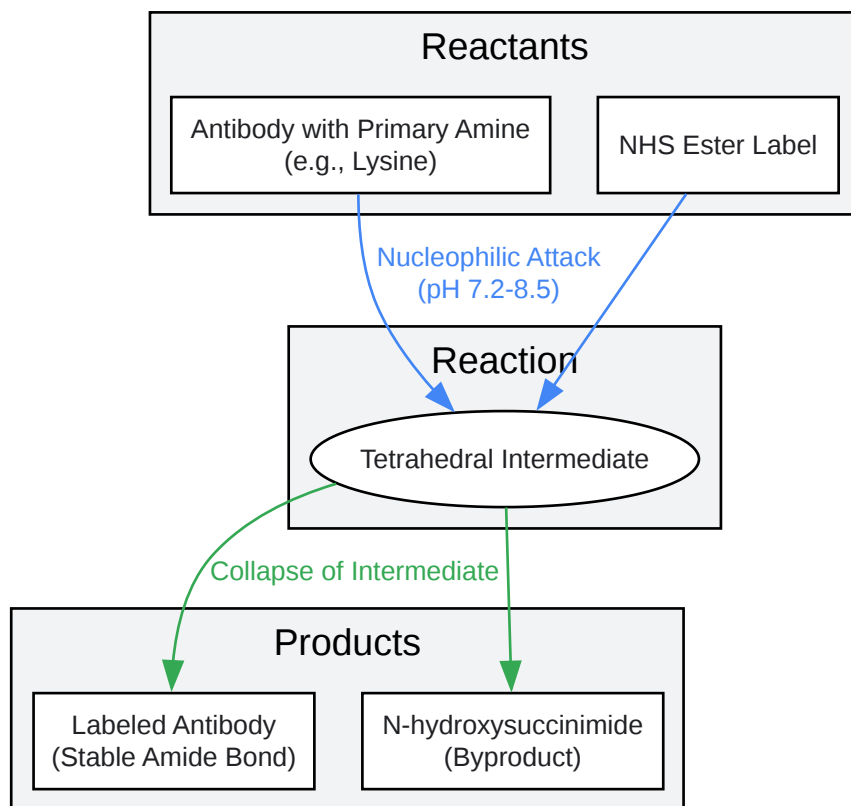 Reactants
Antibody with Primary Amine
(e.g., Lysine)
NHS Ester Label
Nucleophilic Attack
(pH 7.2-8.5)
Reaction
Tetrahedral Intermediate
Collapse of Intermediate
Products
Labeled Antibody
(Stable Amide Bond)
N-hydroxysuccinimide
(Byproduct)